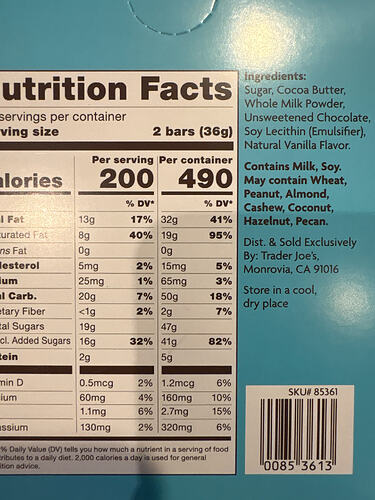 utrition Facts
servings per container
ving size 2 bars (36g)
Per serving Per container
alories 200 490
% DV* % DV*
al Fat 13g 17% 32g 41%
turated Fat 8g 40% 19g 95%
ns Fat 0g 0g
lesterol 5mg 2% 15mg 5%
ium 25mg 1% 65mg 3%
al Carb. 20g 7% 50g 18%
etary Fiber <1g 2% 2g 7%
tal Sugars 19g 47g
cl. Added Sugars 16g 32% 41g 82%
tein 2g 5g
min D 0.5mcg 2% 1.2mcg 6%
ium 60mg 4% 160mg 10%
1.1mg 6% 2.7mg 15%
assium 130mg 2% 320mg 6%
% Daily Value (DV) tells you how much a nutrient in a serving of food
tributes to a daily diet. 2,000 calories a day is used for general
ition advice.
Ingredients:
Sugar, Cocoa Butter,
Whole Milk Powder,
Unsweetened Chocolate,
Soy Lecithin (Emulsifier),
Natural Vanilla Flavor.
Contains Milk, Soy.
May contain Wheat,
Peanut, Almond,
Cashew, Coconut,
Hazelnut, Pecan.
Dist. & Sold Exclusively
By: Trader Joe's,
Monrovia, CA 91016
Store in a cool,
dry place
SKU# 85361
0085 3613